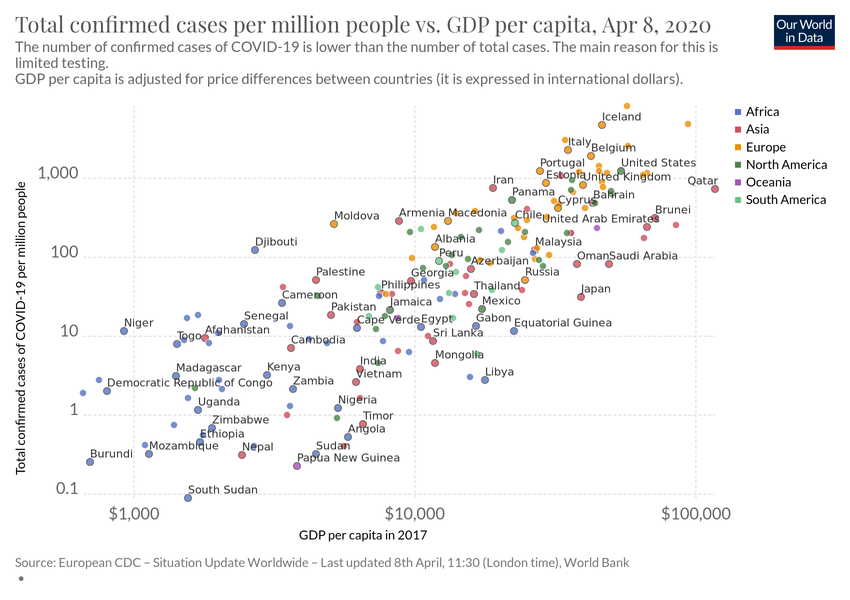 Total confirmed cases per million people vs. GDP per capita, Apr 8, 2020
Our World
in Data
The number of confirmed cases of COVID-19 is lower than the number of total cases. The main reason for this is
limited testing.
GDP per capita is adjusted for price differences between countries (it is expressed in international dollars).
Africa
Asia
Europe
North America
Oceania
South America
Total confirmed cases of COVID-19 per million people
1,000
100
10
1
0.1
Iceland
Italy
Belgium
Portugal
United States
Estonia
United Kingdom
Iran
Qatar
Panama
Bahrain
Cyprus
Moldova
Armenia
Macedonia
Chile
United Arab Emirates
Brunei
Djibouti
Albania
Malaysia
Peru
Azerbaijan
Oman
Saudi Arabia
Palestine
Georgia
Russia
Philippines
Thailand
Japan
Cameroon
Jamaica
Mexico
Pakistan
Senegal
Cape Verde
Egypt
Gabon
Equatorial Guinea
Niger
Togo
Afghanistan
Cambodia
Sri Lanka
Mongolia
Madagascar
Kenya
India
Vietnam
Libya
Democratic Republic of Congo
Zambia
Uganda
Nigeria
Zimbabwe
Timor
Ethiopia
Angola
Mozambique
Nepal
Sudan
Burundi
Papua New Guinea
South Sudan
$1,000
$10,000
$100,000
GDP per capita in 2017
Source: European CDC – Situation Update Worldwide – Last updated 8th April, 11:30 (London time), World Bank